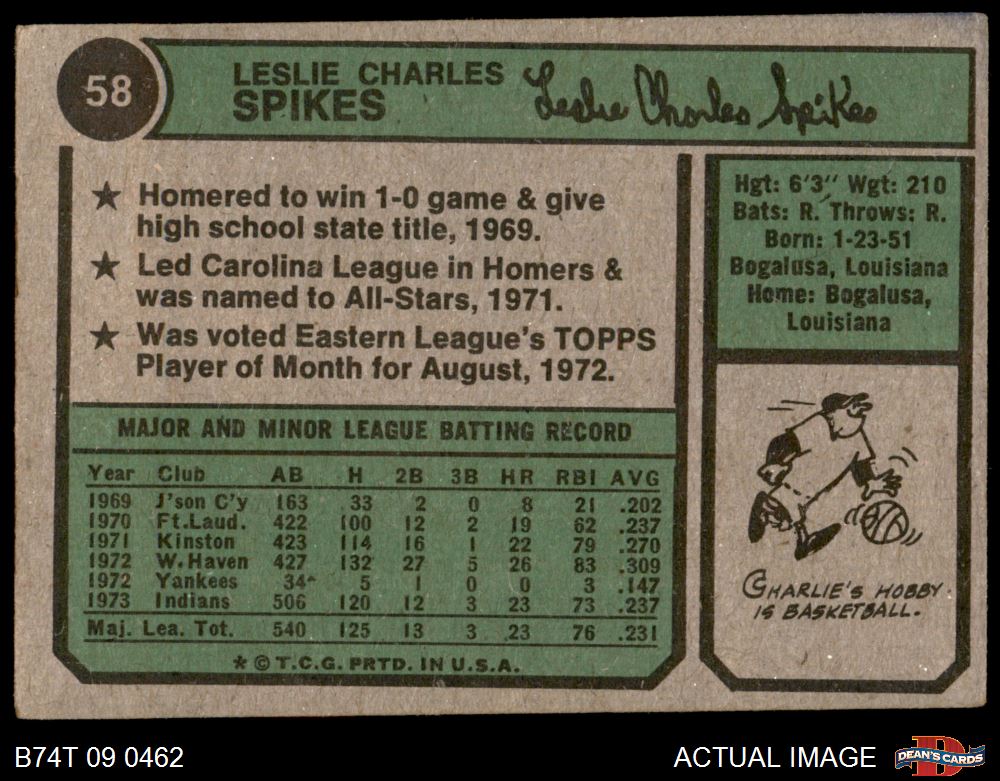 58
LESLIE CHARLES
SPIKES
Leslie Charles Spikes
★ Homered to win 1-0 game & give
high school state title, 1969.
★ Led Carolina League in Homers &
was named to All-Stars, 1971.
★ Was voted Eastern League's TOPPS
Player of Month for August, 1972.
Hgt: 6'3" Wgt: 210
Bats: R. Throws: R.
Born: 1-23-51
Bogalusa, Louisiana
Home: Bogalusa,
Louisiana
MAJOR AND MINOR LEAGUE BATTING RECORD
Year Club AB H 2B 3B HR RBI AVG
1969 J'son C'y 163 33 2 0 8 21 .202
1970 Ft.Laud. 422 100 12 2 19 62 .237
1971 Kinston 423 114 16 1 22 79 .270
1972 W.Haven 427 132 27 5 26 83 .309
1972 Yankees 34 5 1 0 0 3 .147
1973 Indians 506 120 12 3 23 73 .237
Maj. Lea. Tot. 540 125 13 3 23 76 .231
* © T.C.G. PRTD. IN U.S.A.
CHARLIE'S HOBBY
IS BASKETBALL.
B74T 09 0462
ACTUAL IMAGE
DEAN'S CARDS